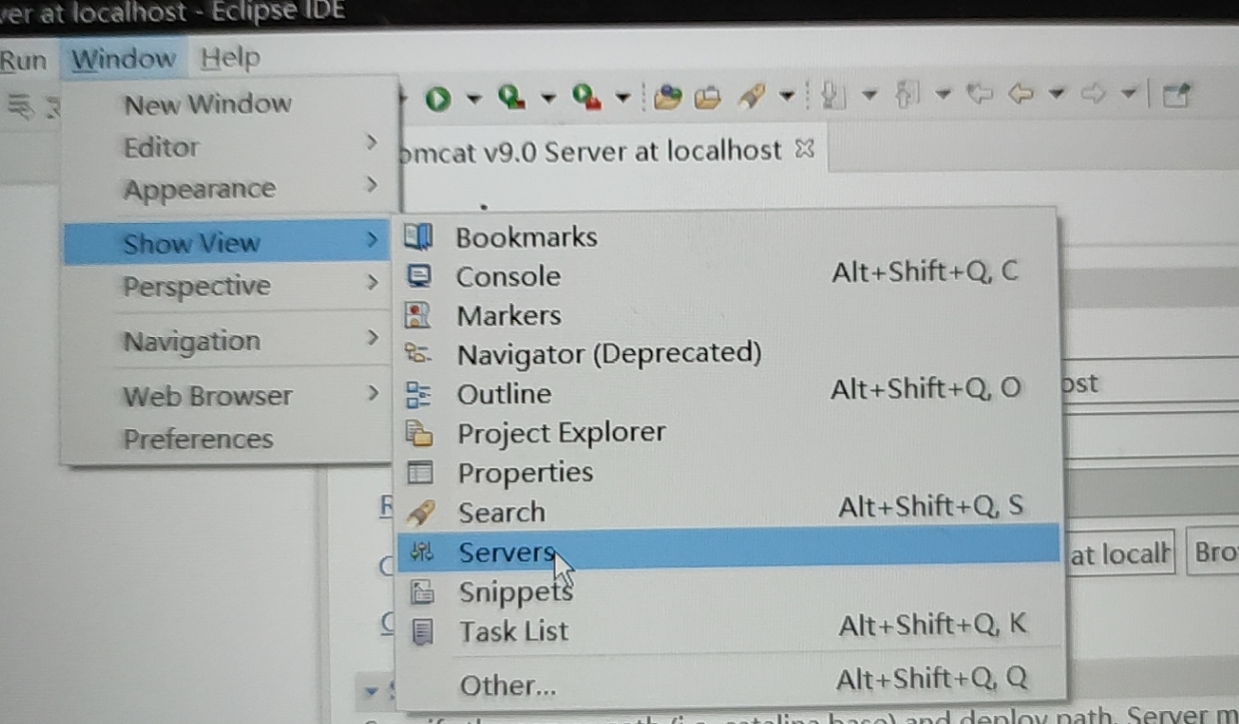 ver at localhost - Eclipse IDE
Run Window Help
New Window
Editor
Appearance
Show View
Perspective
Navigation
Web Browser
Preferences
omcat v9.0 Server at localhost
Bookmarks
Console Alt+Shift+Q, C
Markers
Navigator (Deprecated)
Outline Alt+Shift+Q, O
Project Explorer
Properties
Search Alt+Shift+Q, S
Servers
Snippets
Task List Alt+Shift+Q, K
Other... Alt+Shift+Q, Q
ost
at localh
Bro
and deploy path. Server m